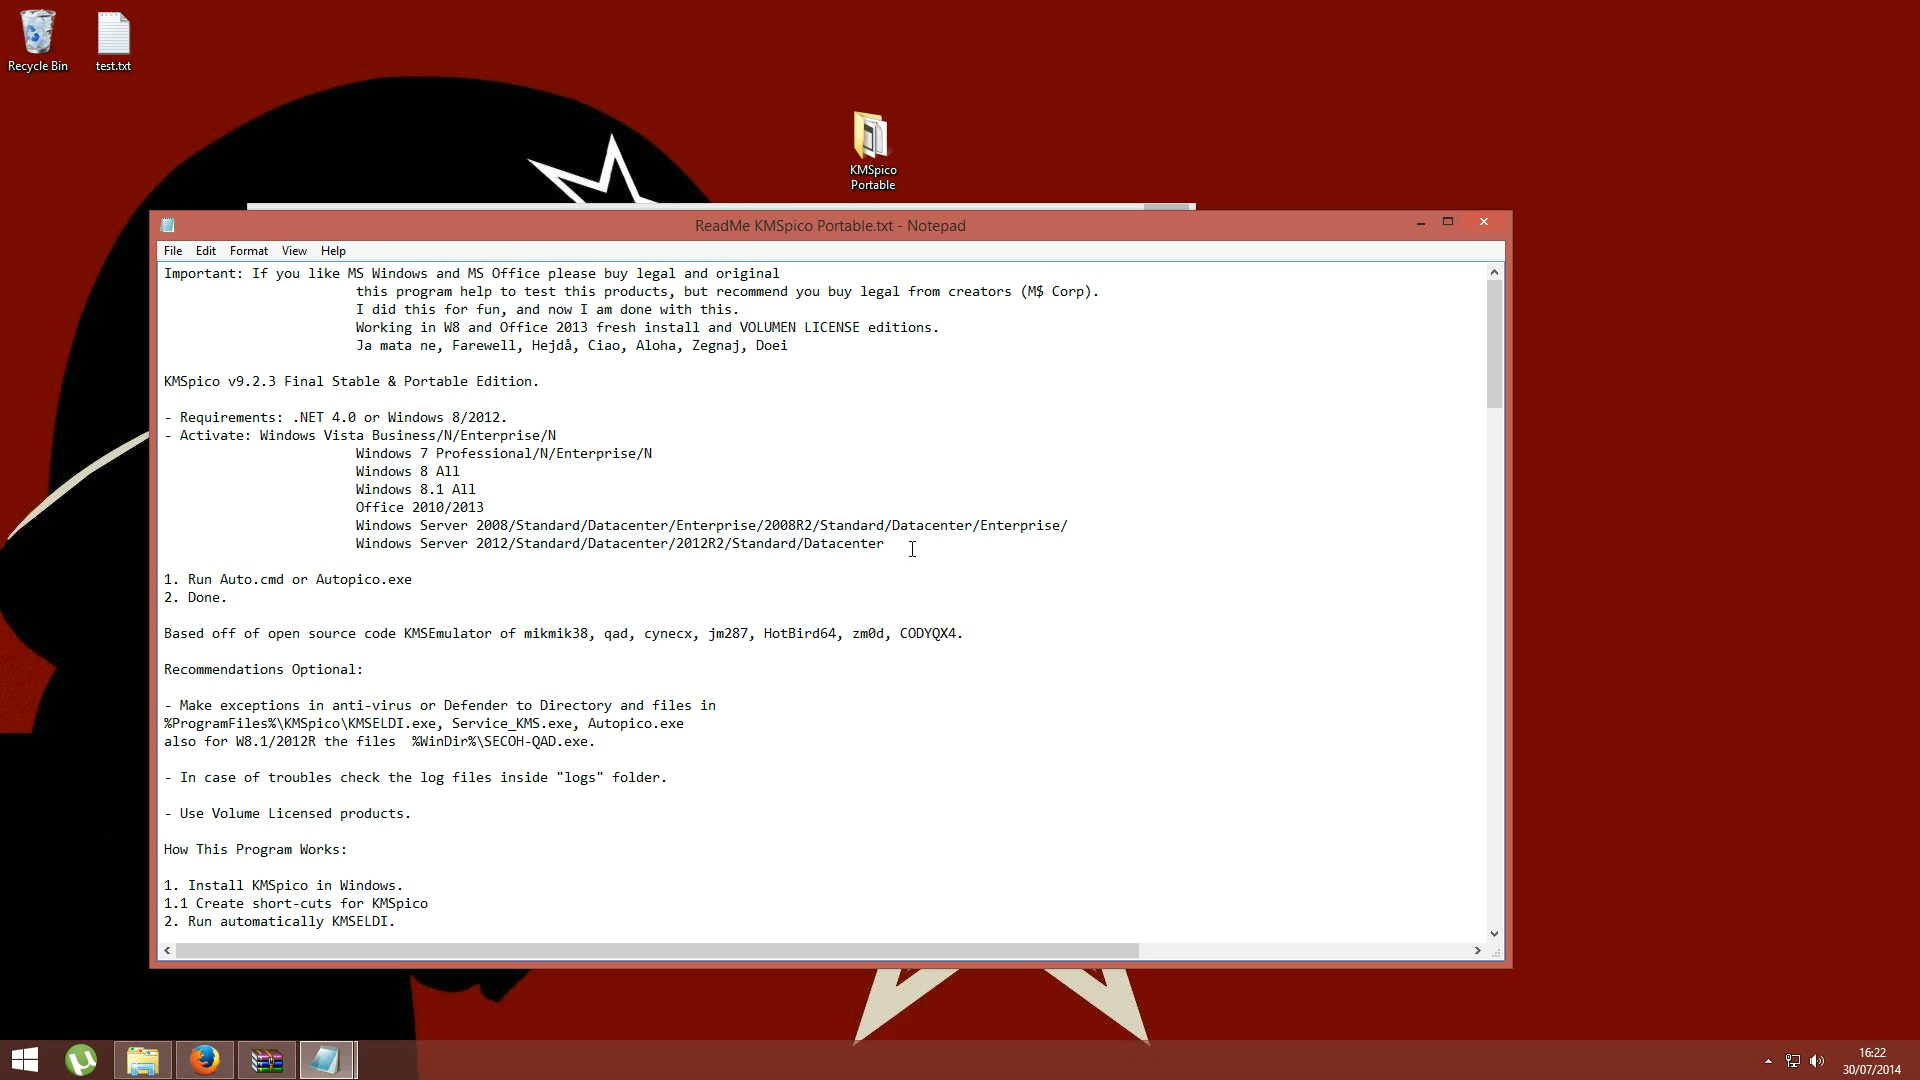 Recycle Bin
test.txt
KMSpico
Portable
ReadMe KMSpico Portable.txt - Notepad
File Edit Format View Help
Important: If you like MS Windows and MS Office please buy legal and original
this program help to test this products, but recommend you buy legal from creators (M$ Corp).
I did this for fun, and now I am done with this.
Working in W8 and Office 2013 fresh install and VOLUMEN LICENSE editions.
Ja mata ne, Farewell, Hejdå, Ciao, Aloha, Zegnaj, Doei
KMSpico v9.2.3 Final Stable & Portable Edition.
- Requirements: .NET 4.0 or Windows 8/2012.
- Activate: Windows Vista Business/N/Enterprise/N
Windows 7 Professional/N/Enterprise/N
Windows 8 All
Windows 8.1 All
Office 2010/2013
Windows Server 2008/Standard/Datacenter/Enterprise/2008R2/Standard/Datacenter/Enterprise/
Windows Server 2012/Standard/Datacenter/2012R2/Standard/Datacenter
1. Run Auto.cmd or Autopico.exe
2. Done.
Based off of open source code KMSEmulator of mikmik38, qad, cynecx, jm287, HotBird64, zm0d, CODYQX4.
Recommendations Optional:
- Make exceptions in anti-virus or Defender to Directory and files in
%ProgramFiles%\KMSpico\KMSELDI.exe, Service_KMS.exe, Autopico.exe
also for W8.1/2012R the files %WinDir%\SECOH-QAD.exe.
- In case of troubles check the log files inside "logs" folder.
- Use Volume Licensed products.
How This Program Works:
1. Install KMSpico in Windows.
1.1 Create short-cuts for KMSpico
2. Run automatically KMSELDI.
16:22
30/07/2014